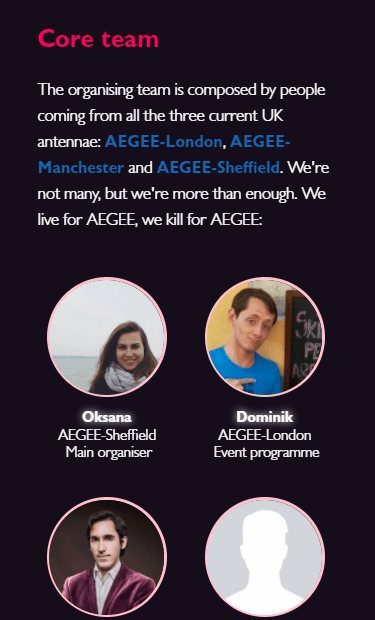 Core team
The organising team is composed by people
coming from all the three current UK
antennae: AEGEE-London, AEGEE-
Manchester and AEGEE-Sheffield. We're
not many, but we're more than enough. We
live for AEGEE, we kill for AEGEE:
Oksana
AEGEE-Sheffield
Main organiser
Dominik
AEGEE-London
Event programme